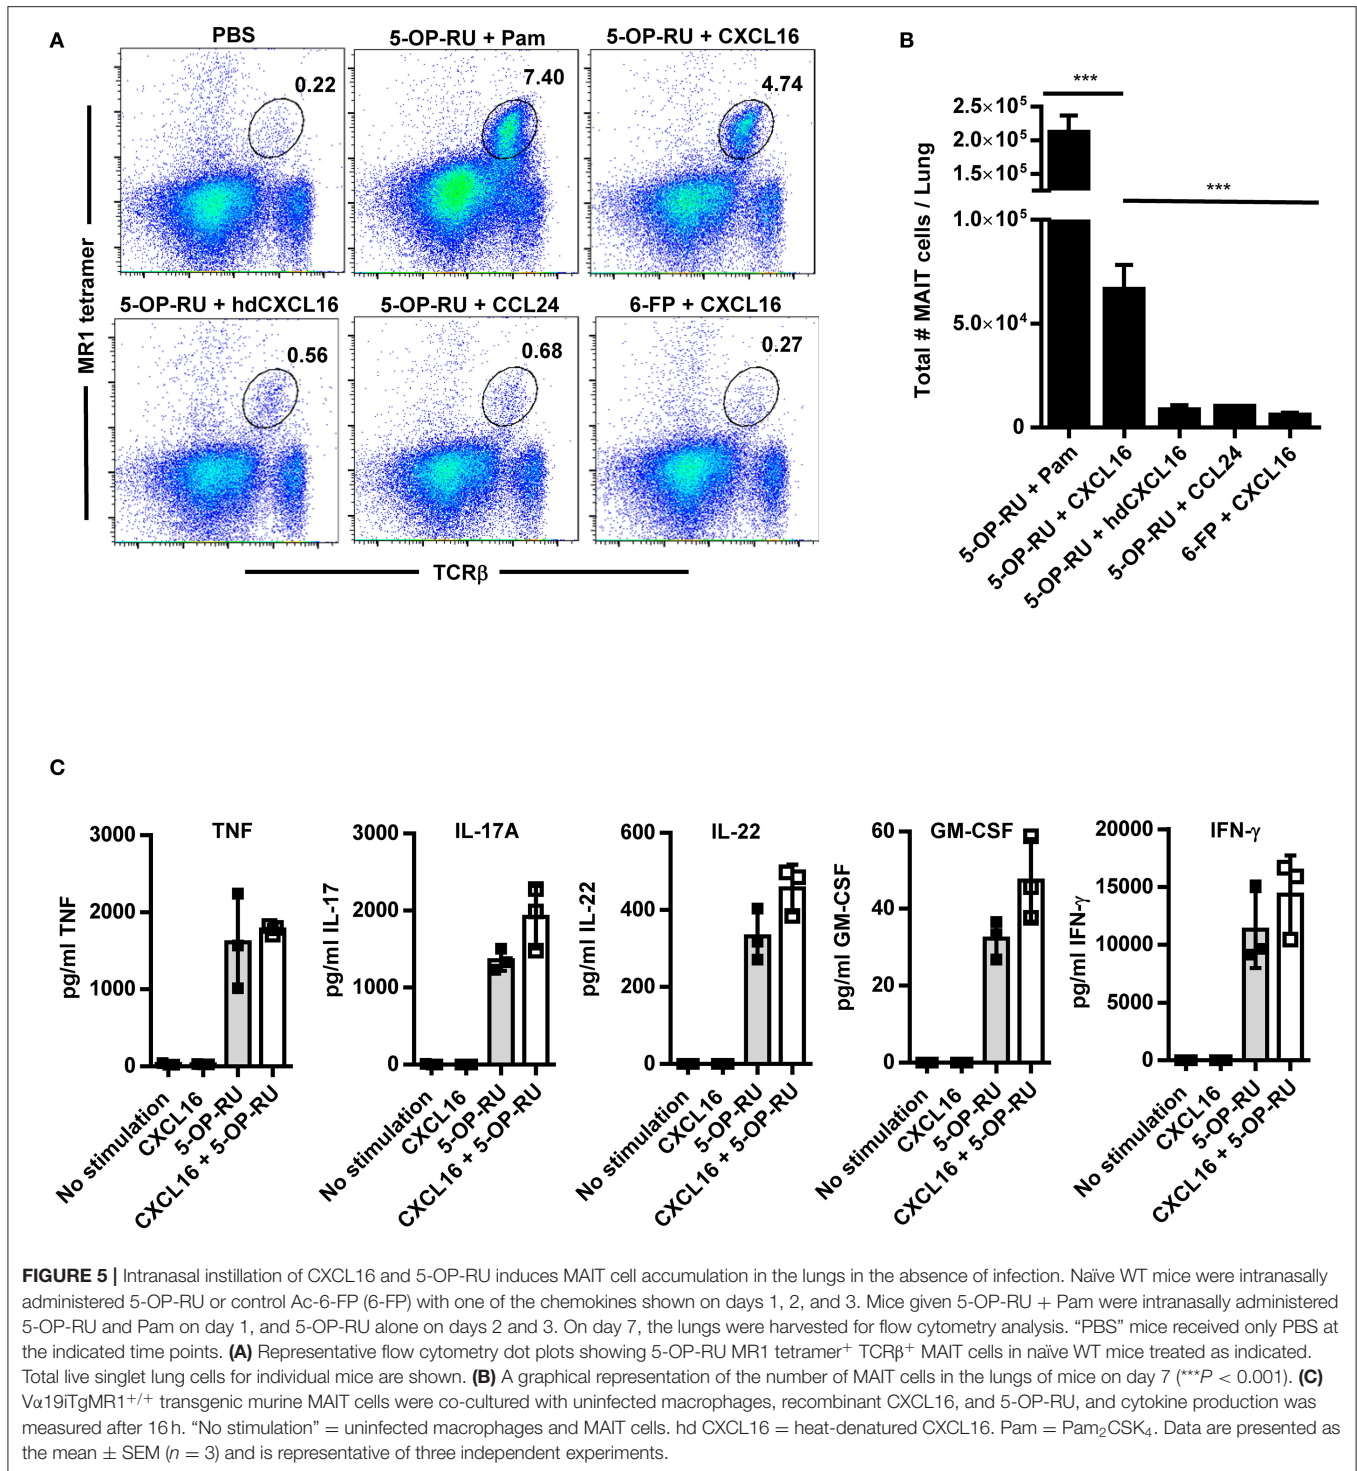 A
PBS
5-OP-RU + Pam
5-OP-RU + CXCL16
0.22
7.40
4.74
5-OP-RU + hdCXCL16
5-OP-RU + CCL24
6-FP + CXCL16
0.56
0.68
0.27
MR1 tetramer
TCRβ
B
***
***
Total # MAIT cells / Lung
2.5×10⁵
2.0×10⁵
1.5×10⁵
1.0×10⁵
5.0×10⁴
0
5-OP-RU + Pam
5-OP-RU + CXCL16
5-OP-RU + hdCXCL16
5-OP-RU + CCL24
6-FP + CXCL16
C
TNF
pg/ml TNF
3000
2000
1000
0
No stimulation
CXCL16
5-OP-RU
CXCL16 + 5-OP-RU
IL-17A
pg/ml IL-17
3000
2000
1000
0
No stimulation
CXCL16
5-OP-RU
CXCL16 + 5-OP-RU
IL-22
pg/ml IL-22
600
400
200
0
No stimulation
CXCL16
5-OP-RU
CXCL16 + 5-OP-RU
GM-CSF
pg/ml GM-CSF
60
40
20
0
No stimulation
CXCL16
5-OP-RU
CXCL16 + 5-OP-RU
IFN-γ
pg/ml IFN-γ
20000
15000
10000
5000
0
No stimulation
CXCL16
5-OP-RU
CXCL16 + 5-OP-RU
FIGURE 5 | Intranasal instillation of CXCL16 and 5-OP-RU induces MAIT cell accumulation in the lungs in the absence of infection. Naïve WT mice were intranasally
administered 5-OP-RU or control Ac-6-FP (6-FP) with one of the chemokines shown on days 1, 2, and 3. Mice given 5-OP-RU + Pam were intranasally administered
5-OP-RU and Pam on day 1, and 5-OP-RU alone on days 2 and 3. On day 7, the lungs were harvested for flow cytometry analysis. “PBS” mice received only PBS at
the indicated time points. (A) Representative flow cytometry dot plots showing 5-OP-RU MR1 tetramer⁺ TCRβ⁺ MAIT cells in naïve WT mice treated as indicated.
Total live singlet lung cells for individual mice are shown. (B) A graphical representation of the number of MAIT cells in the lungs of mice on day 7 (***P < 0.001). (C)
Vα19iTgMR1⁺/⁺ transgenic murine MAIT cells were co-cultured with uninfected macrophages, recombinant CXCL16, and 5-OP-RU, and cytokine production was
measured after 16 h. “No stimulation” = uninfected macrophages and MAIT cells. hd CXCL16 = heat-denatured CXCL16. Pam = Pam₂CSK₄. Data are presented as
the mean ± SEM (n = 3) and is representative of three independent experiments.